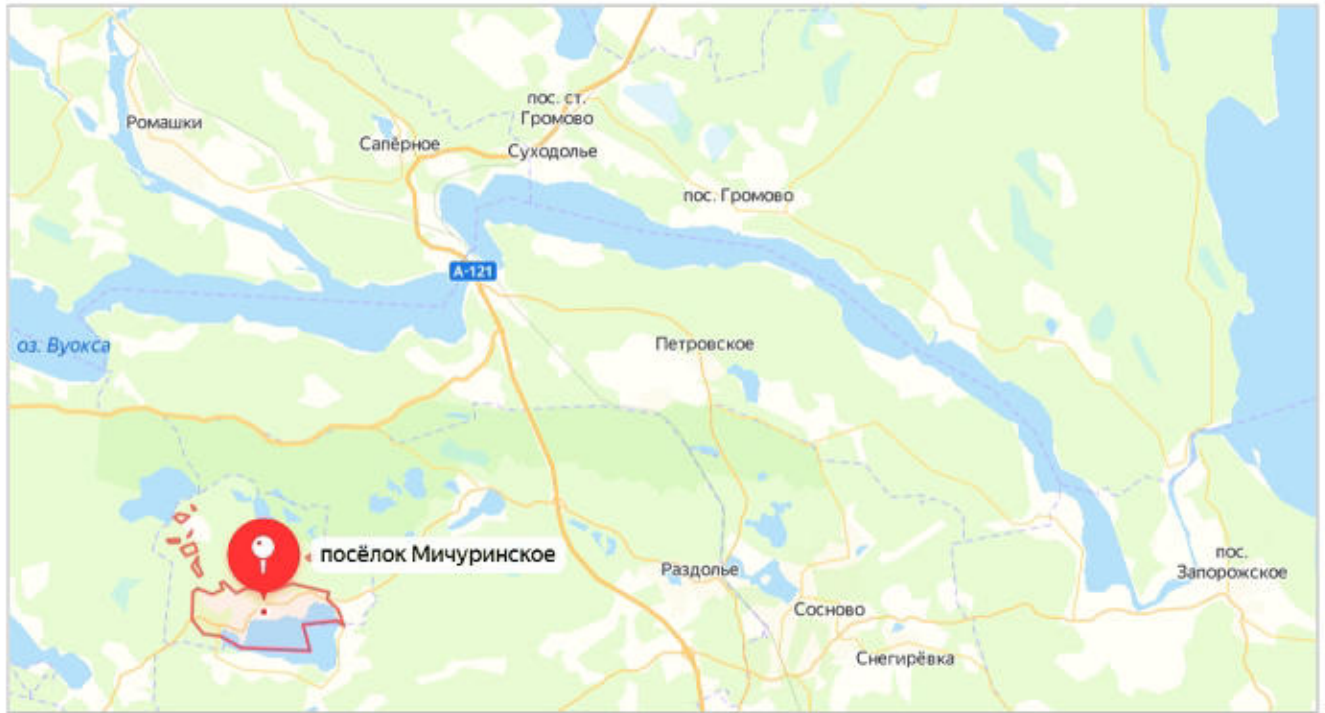 пос. ст.
Громово
Ромашки
Сапёрное
Суходолье
пос. Громово
А-121
оз. Вуокса
Петровское
посёлок Мичуринское
Раздолье
пос.
Запорожское
Сосново
Снегирёвка